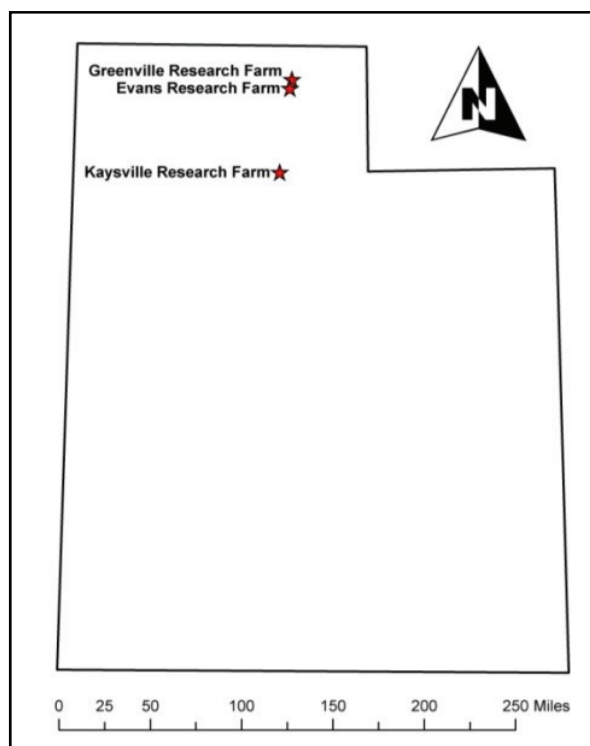 Greenville Research Farm
Evans Research Farm
N
Kaysville Research Farm
0 25 50 100 150 200 250 Miles